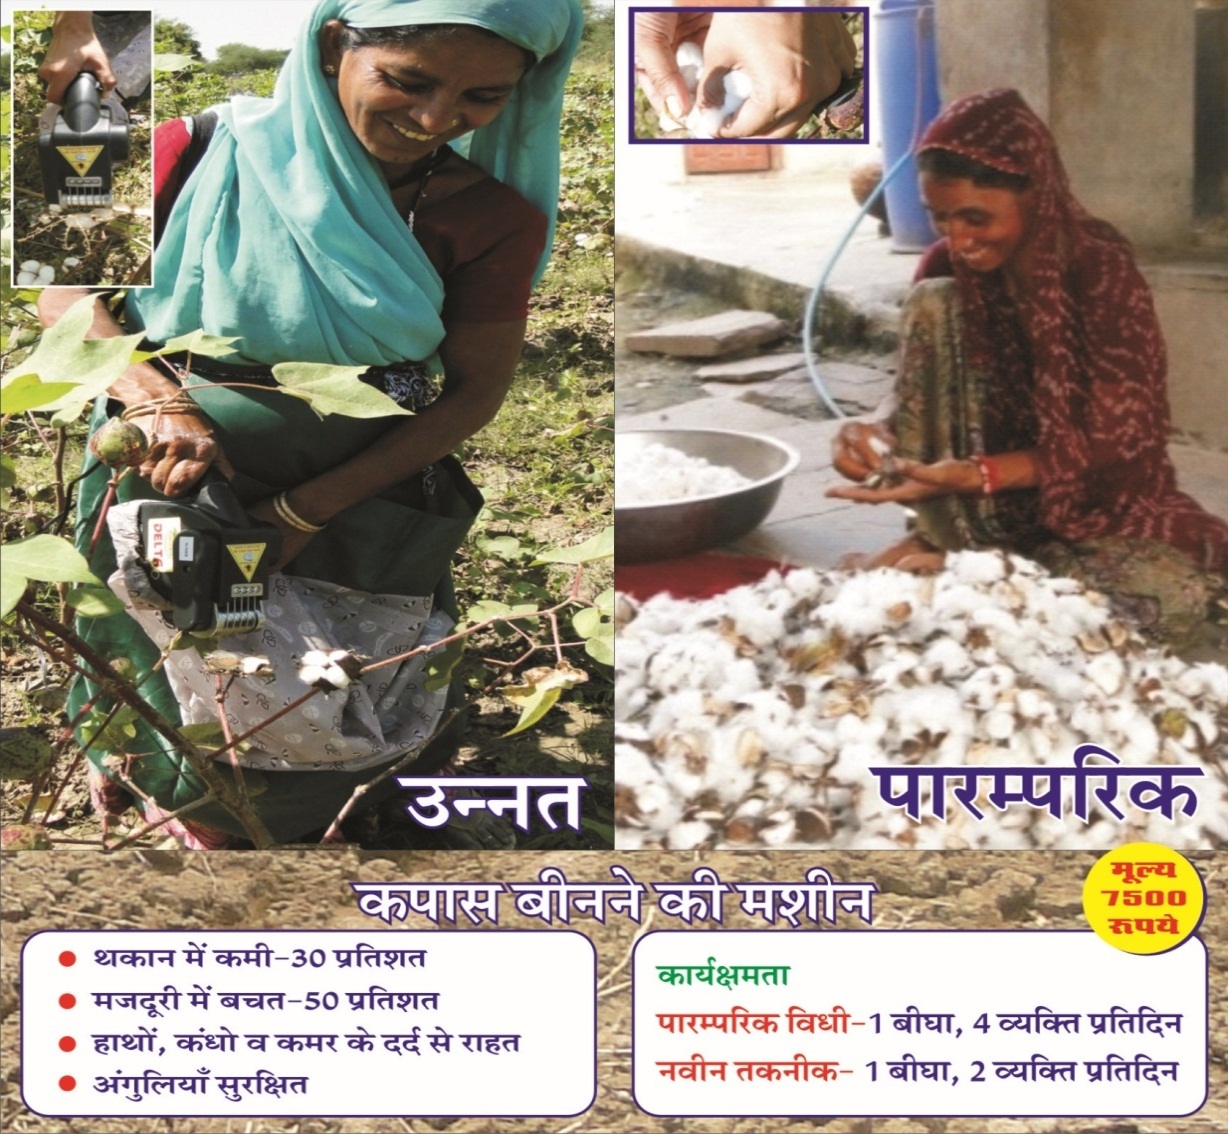 DELTA
उन्नत
पारम्परिक
कपास बीनने की मशीन
मूल्य
7500
रूपये
थकान में कमी-30 प्रतिशत
मजदूरी में बचत-50 प्रतिशत
हाथों, कंधो व कमर के दर्द से राहत
अंगुलियाँ सुरक्षित
कार्यक्षमता
पारम्परिक विधी-1 बीघा, 4 व्यक्ति प्रतिदिन
नवीन तकनीक- 1 बीघा, 2 व्यक्ति प्रतिदिन